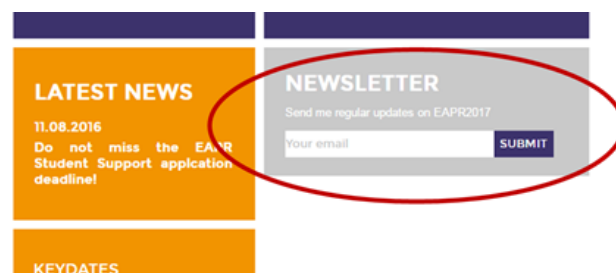 LATEST NEWS
11.08.2016
Do not miss the EAPR
Student Support applcation
deadline!
NEWSLETTER
Send me regular updates on EAPR2017
Your email
SUBMIT
KEYDATES